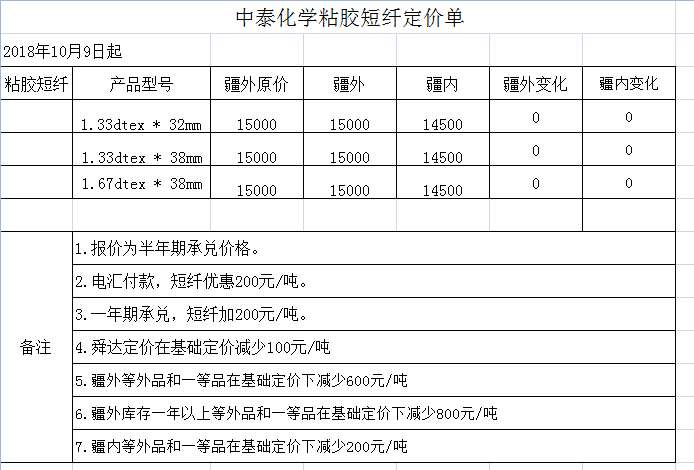 中泰化学粘胶短纤定价单
2018年10月9日起
粘胶短纤 产品型号 疆外原价 疆外 疆内 疆外变化 疆内变化
1.33dtex * 32mm 15000 15000 14500 0 0
1.33dtex * 38mm 15000 15000 14500 0 0
1.67dtex * 38mm 15000 15000 14500 0 0
备注
1.报价为半年期承兑价格。
2.电汇付款，短纤优惠200元/吨。
3.一年期承兑，短纤加200元/吨。
4.舜达定价在基础定价减少100元/吨
5.疆外等外品和一等品在基础定价下减少600元/吨
6.疆外库存一年以上等外品和一等品在基础定价下减少800元/吨
7.疆内等外品和一等品在基础定价下减少200元/吨